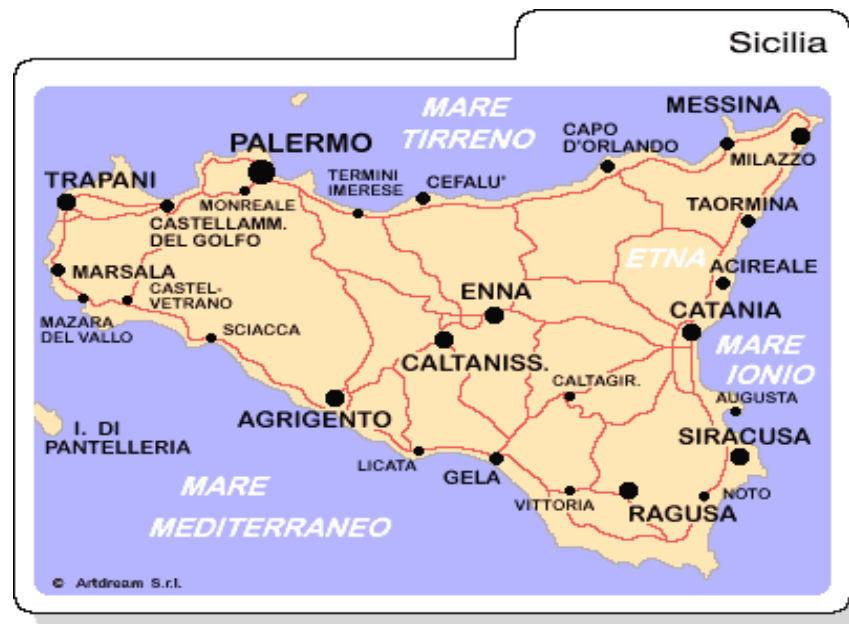 Sicilia
MARE
TIRRENO
MESSINA
CAPO
D'ORLANDO
MILAZZO
PALERMO
TERMINI
IMERESE
CEFALU'
TRAPANI
MONREALE
CASTELLAMM.
DEL GOLFO
TAORMINA
ETNA
ACIREALE
MARSALA
CASTEL-
VETRANO
ENNA
CATANIA
MAZARA
DEL VALLO
SCIACCA
CALTANISS.
MARE
IONIO
CALTAGIR.
AUGUSTA
AGRIGENTO
I. DI
PANTELLERIA
SIRACUSA
LICATA
GELA
MARE
MEDITERRANEO
VITTORIA
RAGUSA
NOTO
© Artdream S.r.l.